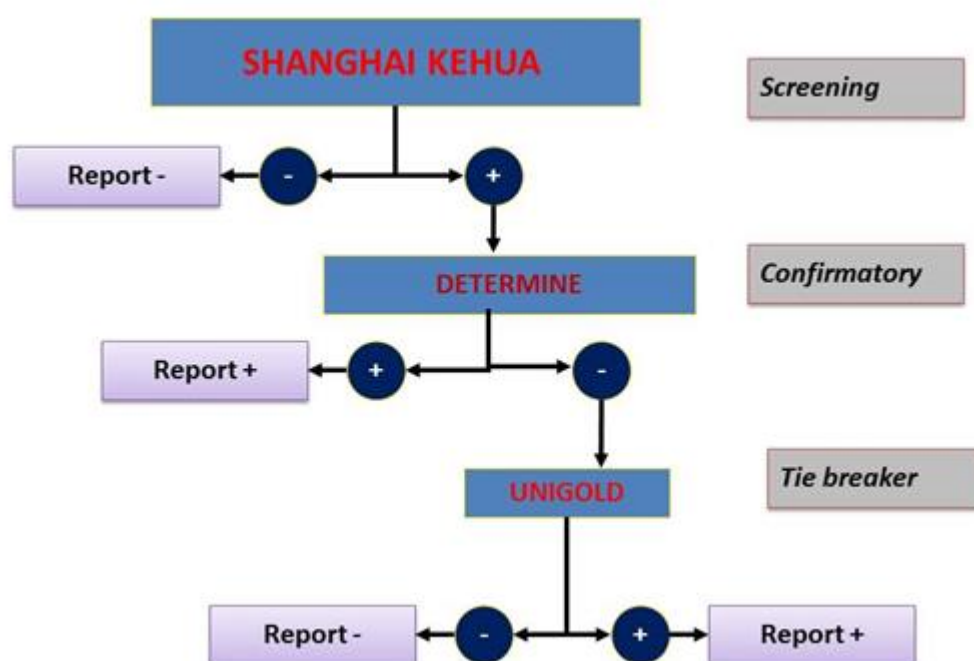 SHANGHAI KEHUA
Screening
Report -
-
+
DETERMINE
Confirmatory
Report +
+
-
UNIGOLD
Tie breaker
Report -
-
+
Report +